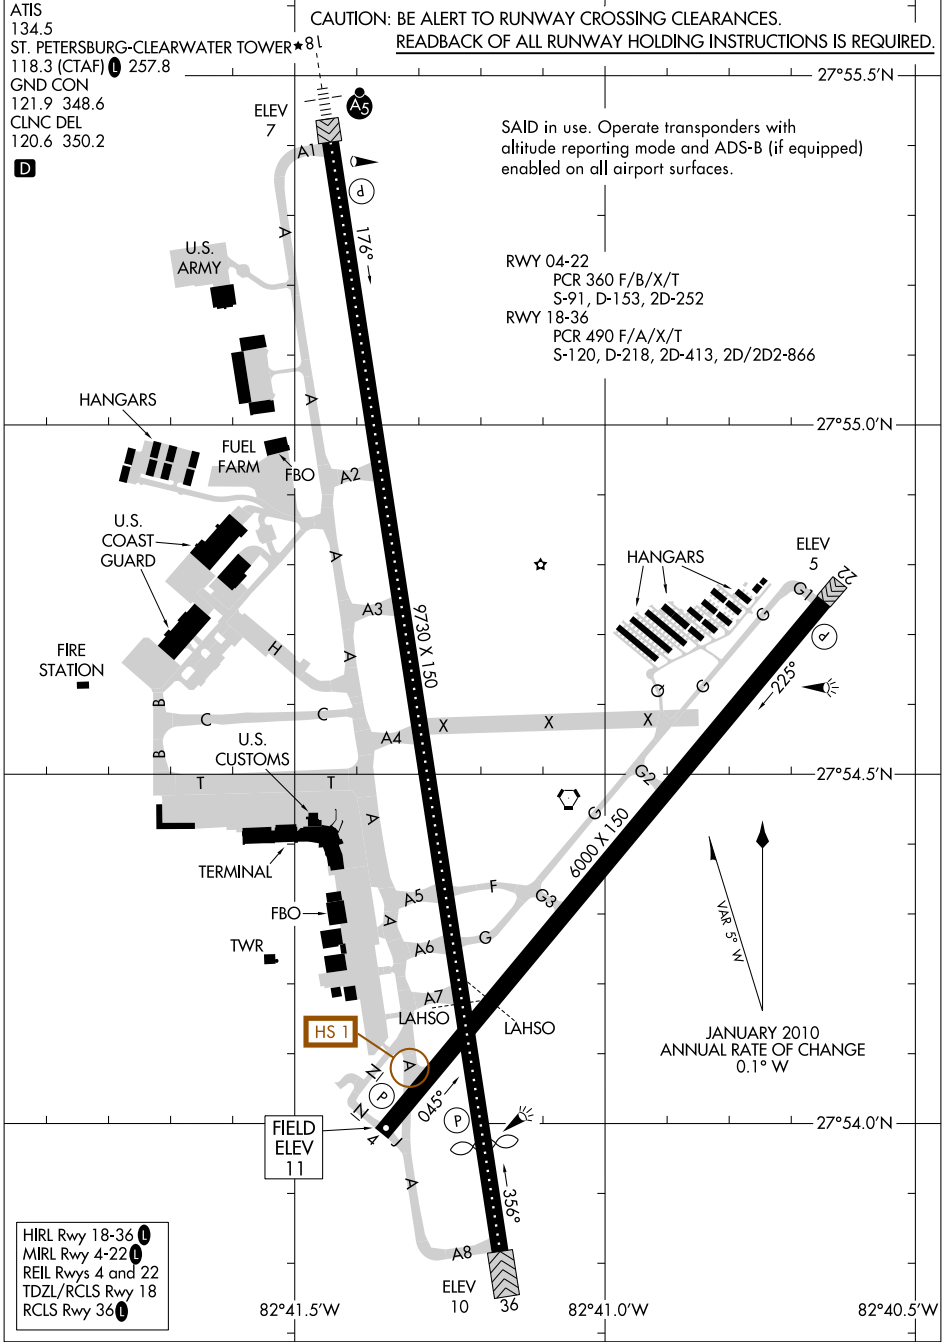 ATIS
134.5
ST. PETERSBURG-CLEARWATER TOWER★
118.3 (CTAF) L 257.8
GND CON
121.9 348.6
CLNC DEL
120.6 350.2
D
CAUTION: BE ALERT TO RUNWAY CROSSING CLEARANCES.
READBACK OF ALL RUNWAY HOLDING INSTRUCTIONS IS REQUIRED.
18
27°55.5'N
ELEV
7
A5
SAID in use. Operate transponders with
altitude reporting mode and ADS-B (if equipped)
enabled on all airport surfaces.
A1
P
A
176°
U.S.
ARMY
RWY 04-22
PCR 360 F/B/X/T
S-91, D-153, 2D-252
RWY 18-36
PCR 490 F/A/X/T
S-120, D-218, 2D-413, 2D/2D2-866
HANGARS
A
27°55.0'N
FUEL
FARM
FBO
A2
U.S.
COAST
GUARD
A
HANGARS
ELEV
5
22
G1
A3
9730 X 150
G
P
FIRE
STATION
H
A
Q
G
225°
B
C
C
X
X
X
A4
B
U.S.
CUSTOMS
T
T
G2
27°54.5'N
A
G
6000 X 150
TERMINAL
A5
F
G3
FBO
A
G
A6
TWR
VAR 5° W
A7
LAHSO
LAHSO
HS 1
A
JANUARY 2010
ANNUAL RATE OF CHANGE
0.1° W
N
P
045°
N
P
FIELD
ELEV
11
4
J
27°54.0'N
A
356°
HIRL Rwy 18-36 L
MIRL Rwy 4-22 L
REIL Rwys 4 and 22
TDZL/RCLS Rwy 18
RCLS Rwy 36 L
A8
ELEV
10
36
82°41.5'W
82°41.0'W
82°40.5'W